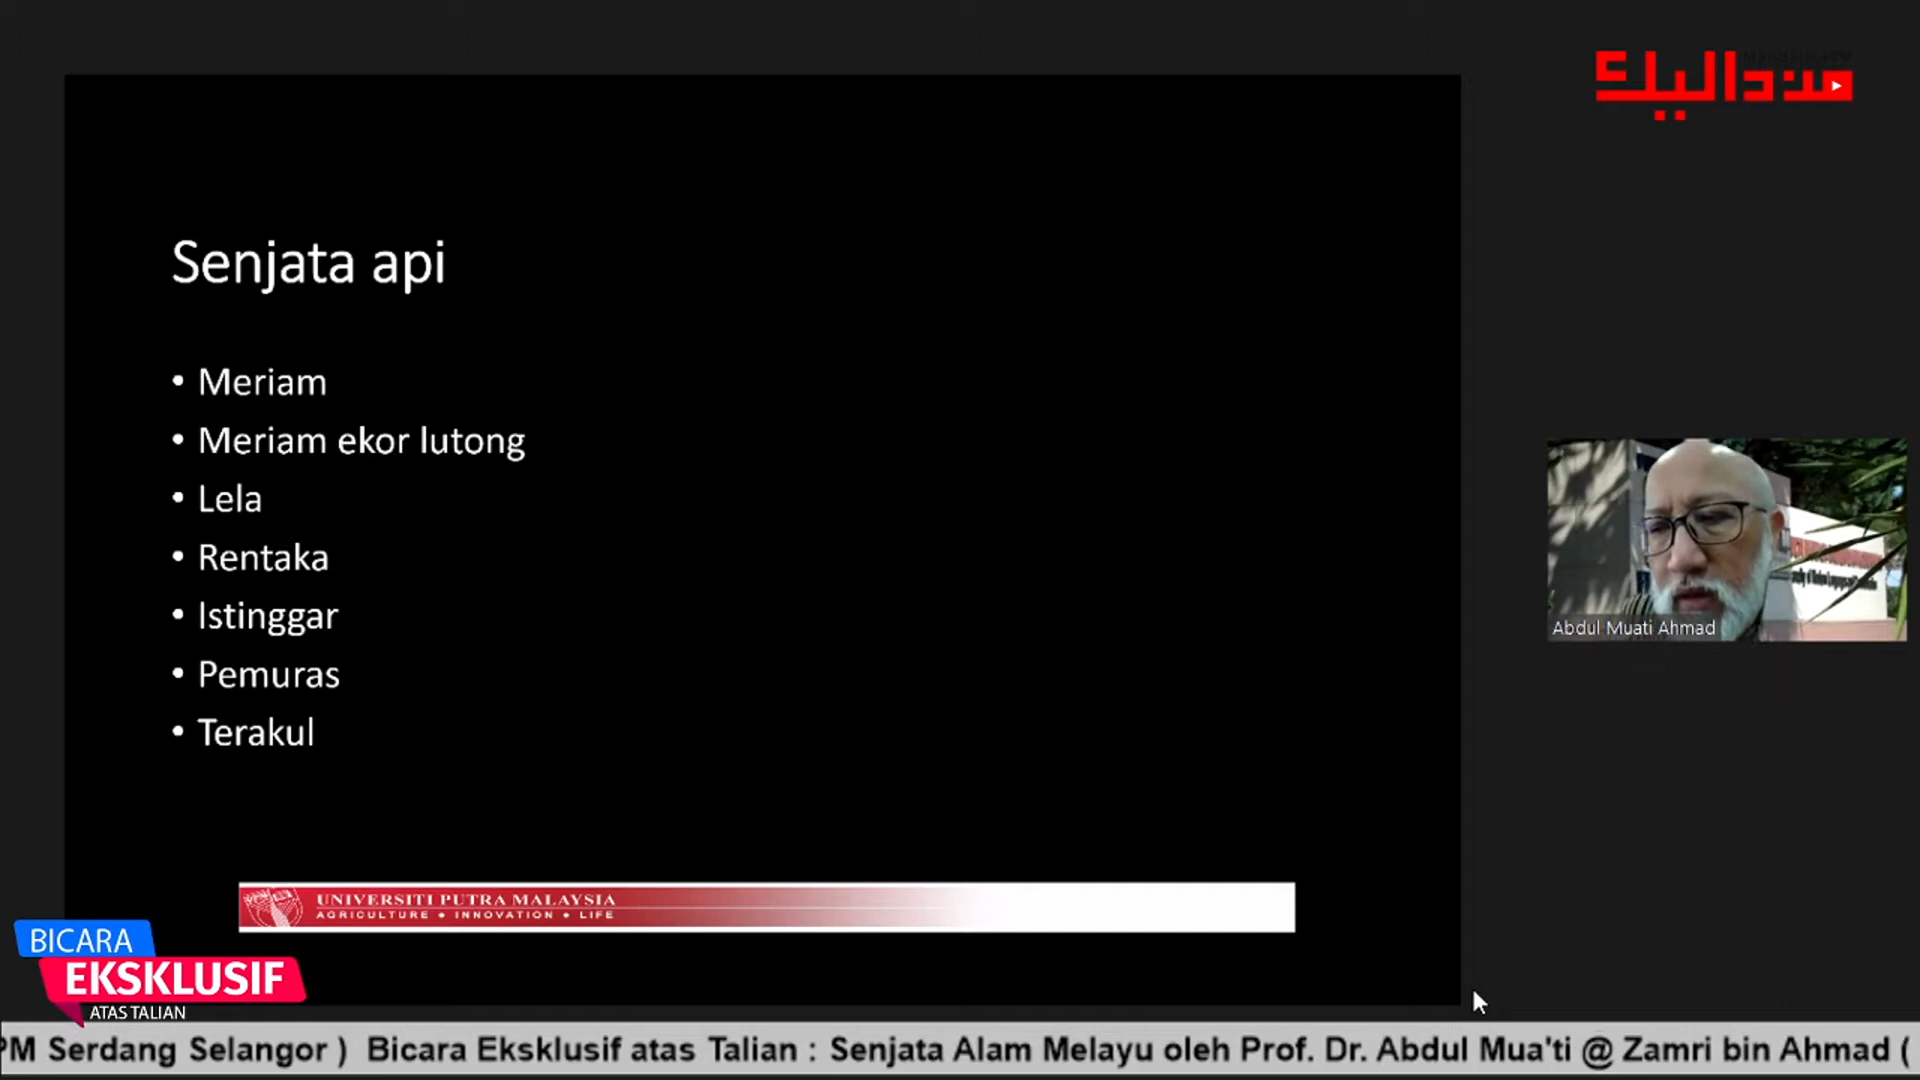 منداليك
Senjata api
• Meriam
• Meriam ekor lutong
• Lela
• Rentaka
• Istinggar
• Pemuras
• Terakul
Abdul Muati Ahmad
UNIVERSITI PUTRA MALAYSIA
AGRICULTURE • INNOVATION • LIFE
BICARA
EKSKLUSIF
ATAS TALIAN
PM Serdang Selangor ) Bicara Eksklusif atas Talian : Senjata Alam Melayu oleh Prof. Dr. Abdul Mua'ti @ Zamri bin Ahmad (